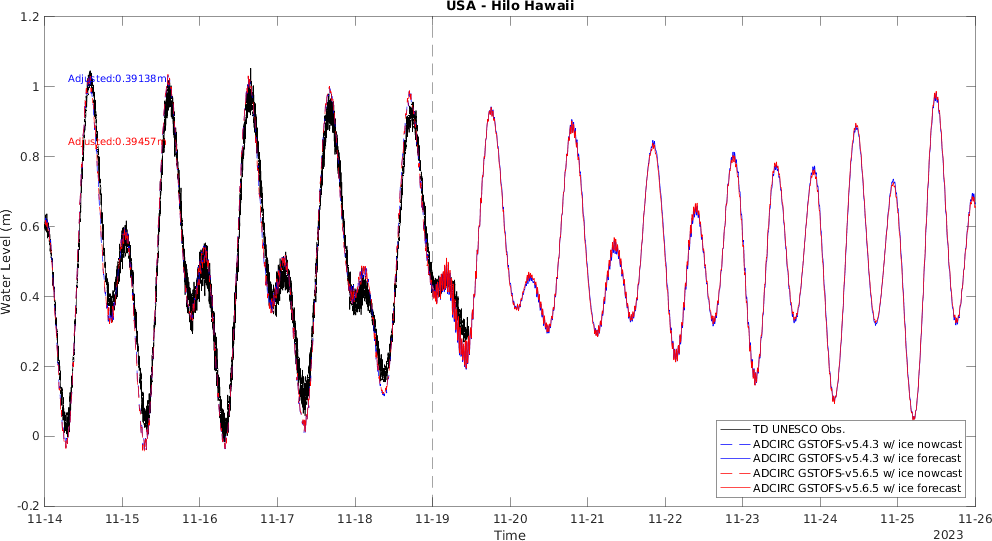 USA - Hilo Hawaii
1.2
1
0.8
0.6
0.4
0.2
0
-0.2
Water Level (m)
Adjusted:0.39138m
Adjusted:0.39457m
TD UNESCO Obs.
ADCIRC GSTOFS-v5.4.3 w/ ice nowcast
ADCIRC GSTOFS-v5.4.3 w/ ice forecast
ADCIRC GSTOFS-v5.6.5 w/ ice nowcast
ADCIRC GSTOFS-v5.6.5 w/ ice forecast
11-14 11-15 11-16 11-17 11-18 11-19 11-20 11-21 11-22 11-23 11-24 11-25 11-26
Time
2023